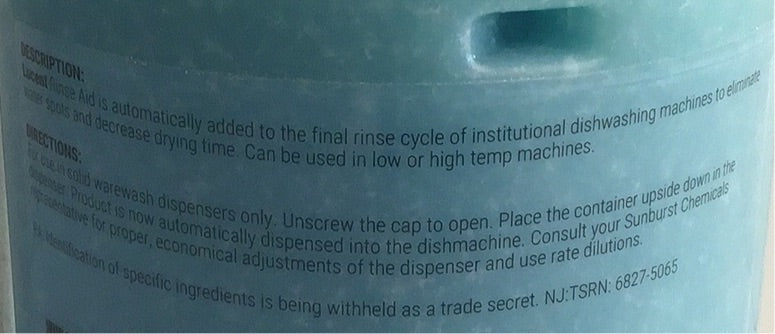 DESCRIPTION:
Lucent Rinse Aid is automatically added to the final rinse cycle of institutional dishwashing machines to eliminate
water spots and decrease drying time. Can be used in low or high temp machines.
DIRECTIONS:
For use in solid warewash dispensers only. Unscrew the cap to open. Place the container upside down in the
dispenser. Product is now automatically dispensed into the dishmachine. Consult your Sunburst Chemicals
representative for proper, economical adjustments of the dispenser and use rate dilutions.
identification of specific ingredients is being withheld as a trade secret. NJ:TSRN: 6827-5065